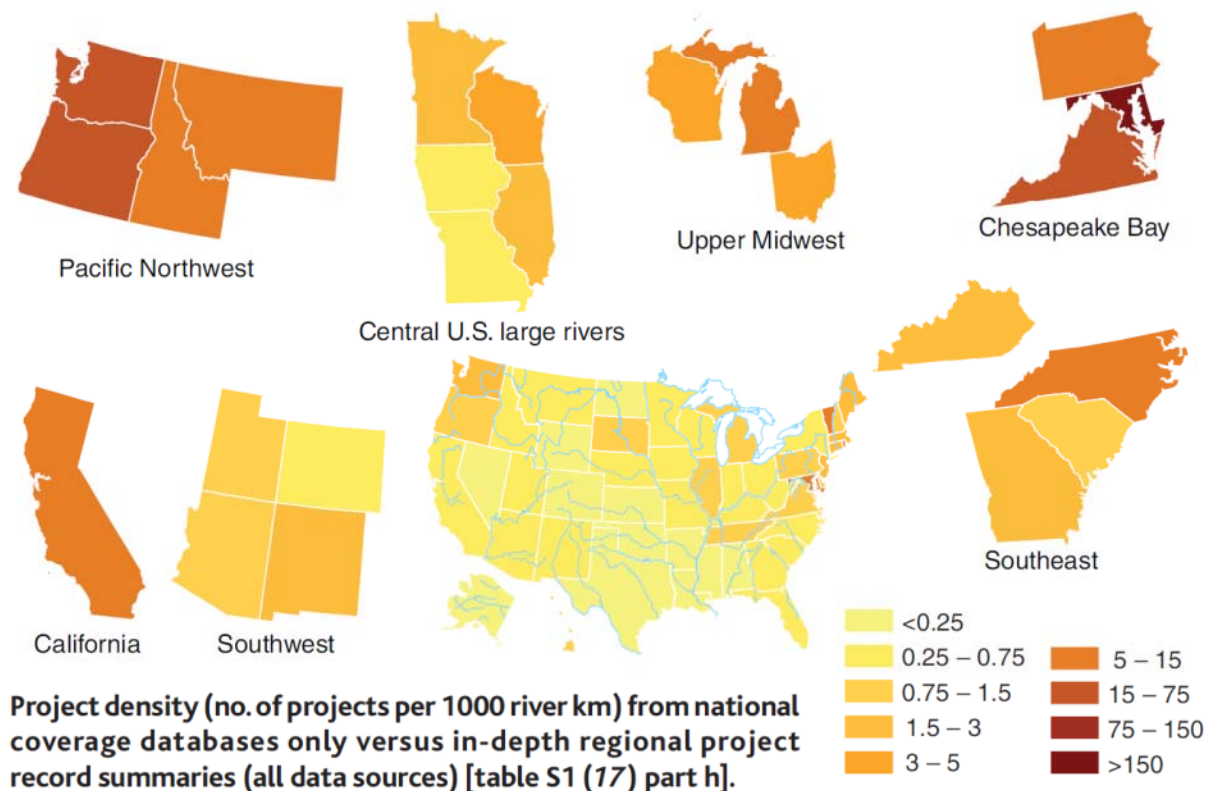 Pacific Northwest
Central U.S. large rivers
Upper Midwest
Chesapeake Bay
California
Southwest
Southeast
<0.25
0.25 – 0.75
0.75 – 1.5
1.5 – 3
3 – 5
5 – 15
15 – 75
75 – 150
>150
Project density (no. of projects per 1000 river km) from national
coverage databases only versus in-depth regional project
record summaries (all data sources) [table S1 (17) part h].